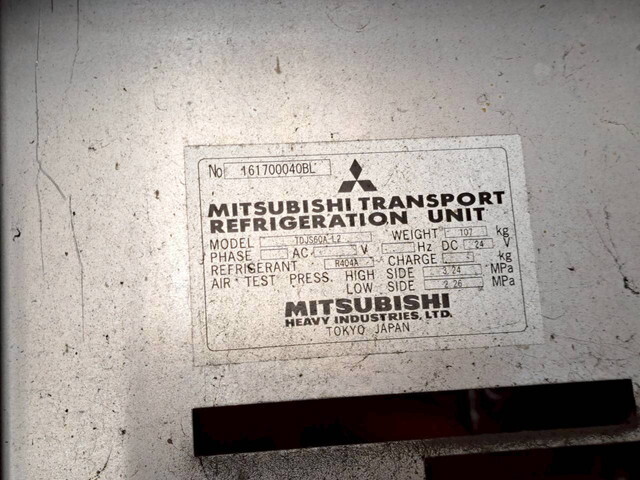 No 161700040BL
MITSUBISHI TRANSPORT
REFRIGERATION UNIT
MODEL TDJS60A-L2 WEIGHT 107 kg
PHASE - AC - V - Hz DC 24 V
REFRIGERANT R404A CHARGE 5 kg
AIR TEST PRESS. HIGH SIDE 3.24 MPa
LOW SIDE 2.26 MPa
MITSUBISHI
HEAVY INDUSTRIES, LTD.
TOKYO JAPAN